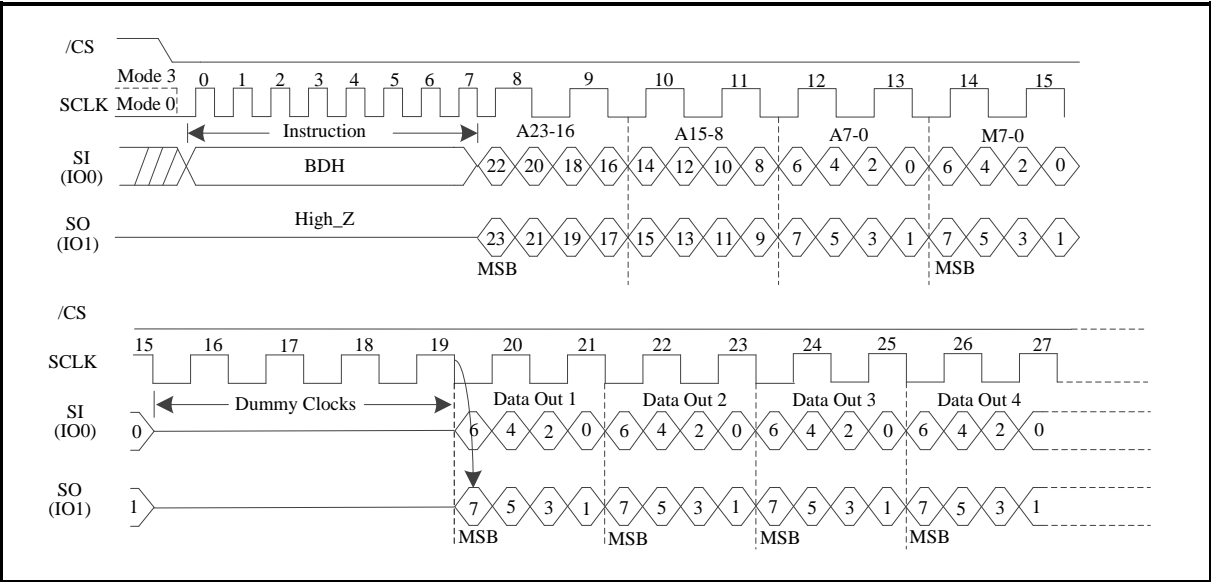 /CS
Mode 3 0 1 2 3 4 5 6 7 8 9 10 11 12 13 14 15
SCLK Mode 0
Instruction A23-16 A15-8 A7-0 M7-0
SI
(IO0)
BDH 22 20 18 16 14 12 10 8 6 4 2 0 6 4 2 0
High_Z
SO
(IO1)
23 21 19 17 15 13 11 9 7 5 3 1 7 5 3 1
MSB MSB
/CS
15 16 17 18 19 20 21 22 23 24 25 26 27
SCLK
Dummy Clocks Data Out 1 Data Out 2 Data Out 3 Data Out 4
SI
(IO0)
0 6 4 2 0 6 4 2 0 6 4 2 0 6 4 2 0
SO
(IO1)
1 7 5 3 1 7 5 3 1 7 5 3 1 7 5 3 1
MSB MSB MSB MSB